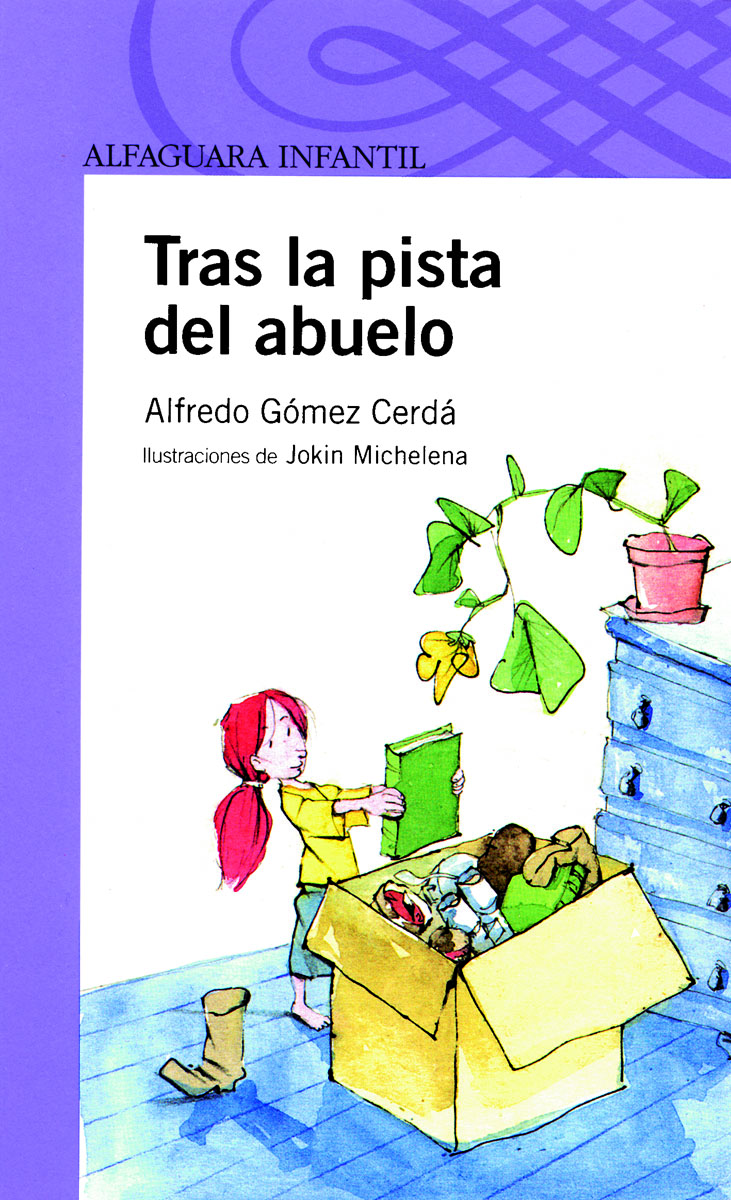 ALFAGUARA INFANTIL
Tras la pista
del abuelo
Alfredo Gómez Cerdá
Ilustraciones de Jokin Michelena